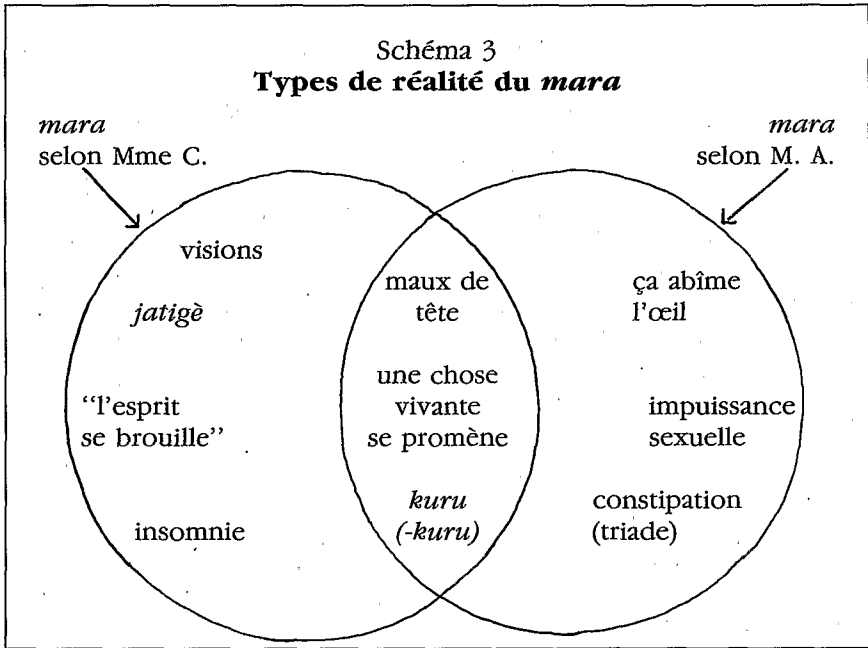 Schéma 3
Types de réalité du mara
mara
selon Mme C.
mara
selon M. A.
visions
jatigè
“l'esprit
se brouille”
insomnie
maux de
tête
une chose
vivante
se promène
kuru
(-kuru)
ça abîme
l'œil
impuissance
sexuelle
constipation
(triade)